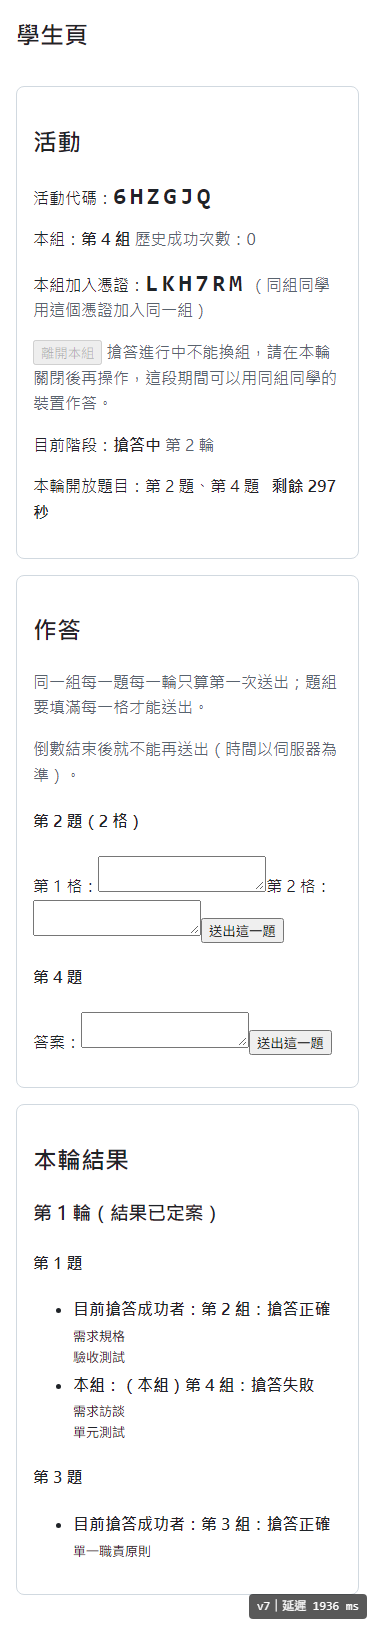 學生頁
活動
活動代碼：6HZGJQ
本組：第 4 組 歷史成功次數：0
本組加入憑證：LKH7RM （同組同學
用這個憑證加入同一組）
離開本組 搶答進行中不能換組，請在本輪
關閉後再操作，這段期間可以用同組同學的
裝置作答。
目前階段：搶答中 第 2 輪
本輪開放題目：第 2 題、第 4 題 剩餘 297
秒
作答
同一組每一題每一輪只算第一次送出；題組
要填滿每一格才能送出。
倒數結束後就不能再送出（時間以伺服器為
準）。
第 2 題（2 格）
第 1 格： 第 2 格：
送出這一題
第 4 題
答案： 送出這一題
本輪結果
第 1 輪（結果已定案）
第 1 題
• 目前搶答成功者：第 2 組：搶答正確
需求規格
驗收測試
• 本組：（本組）第 4 組：搶答失敗
需求訪談
單元測試
第 3 題
• 目前搶答成功者：第 3 組：搶答正確
單一職責原則
v7｜延遲 1936 ms